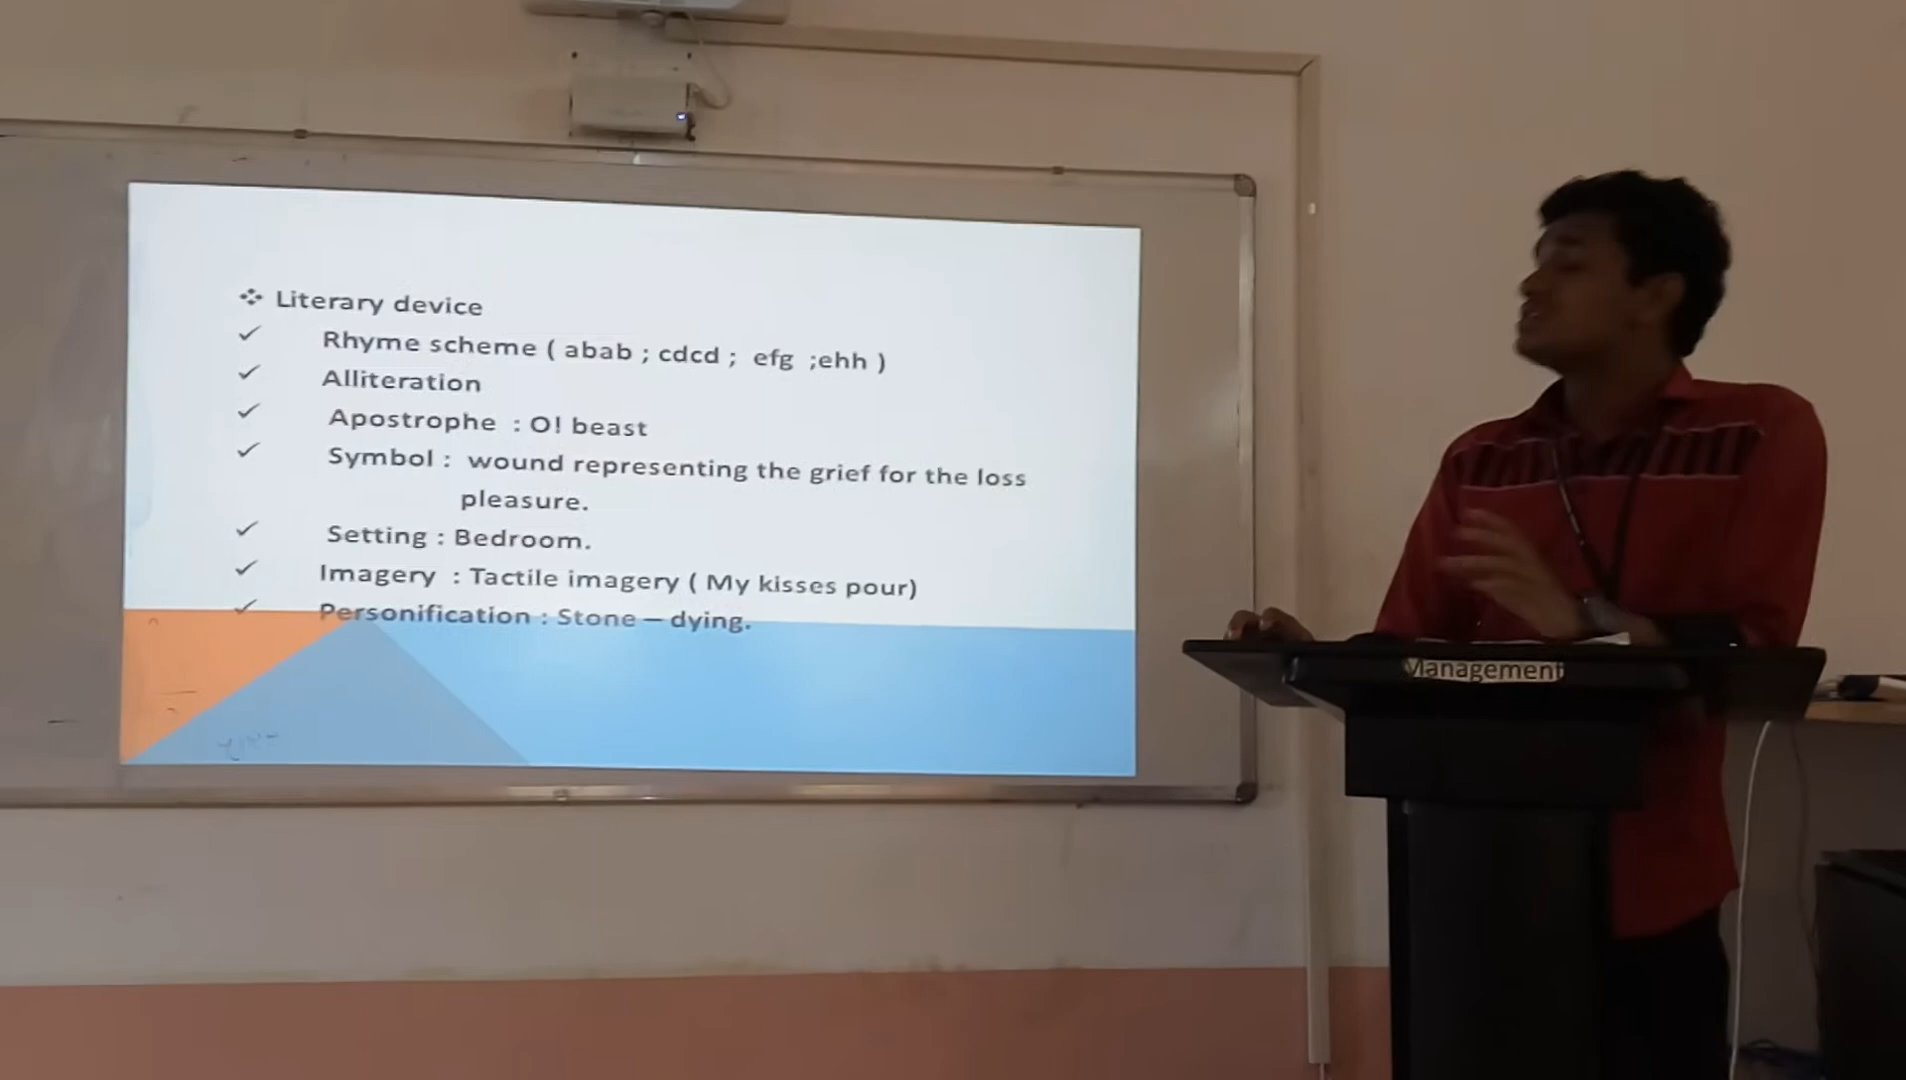 Literary device
Rhyme scheme ( abab ; cdcd ; efg ;ehh )
Alliteration
Apostrophe : O! beast
Symbol : wound representing the grief for the loss
pleasure.
Setting : Bedroom.
Imagery : Tactile imagery ( My kisses pour)
Personification : Stone – dying.
Management